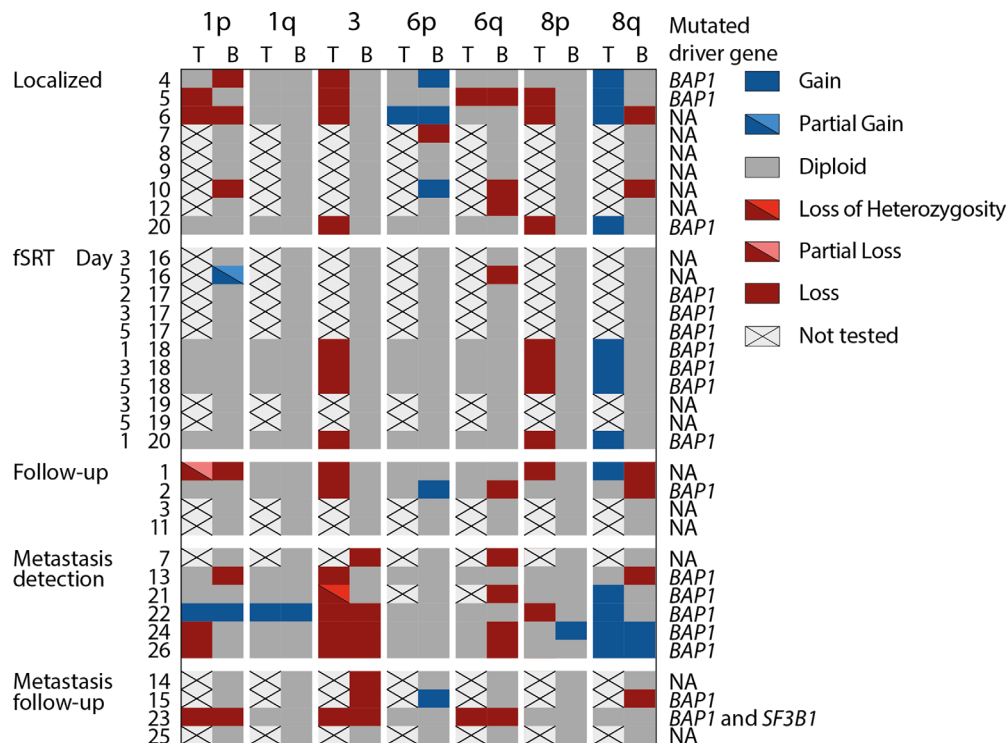 1p 1q 3 6p 6q 8p 8q Mutated
T B T B T B T B T B T B T B driver gene
Localized 4 BAP1
5 BAP1
6 NA
7 NA
8 NA
9 NA
10 NA
12 NA
20 BAP1
fSRT Day 3 16 NA
5 16 NA
2 17 BAP1
3 17 BAP1
5 17 BAP1
1 18 BAP1
3 18 BAP1
5 18 BAP1
3 19 NA
5 19 NA
1 20 BAP1
Follow-up 1 NA
2 BAP1
3 NA
11 NA
Metastasis 7 NA
detection 13 BAP1
21 BAP1
22 BAP1
24 BAP1
26 BAP1
Metastasis 14 NA
follow-up 15 BAP1
23 BAP1 and SF3B1
25 NA
Gain
Partial Gain
Diploid
Loss of Heterozygosity
Partial Loss
Loss
Not tested